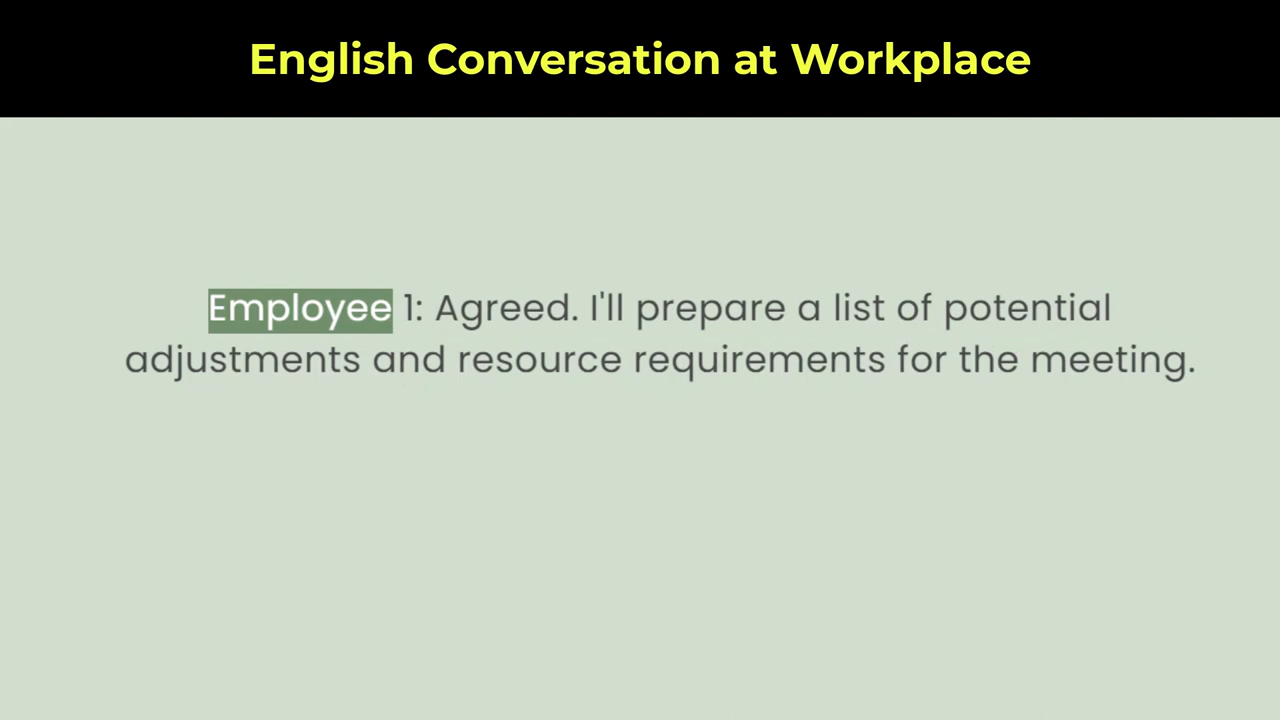 English Conversation at Workplace
Employee 1: Agreed. I'll prepare a list of potential
adjustments and resource requirements for the meeting.